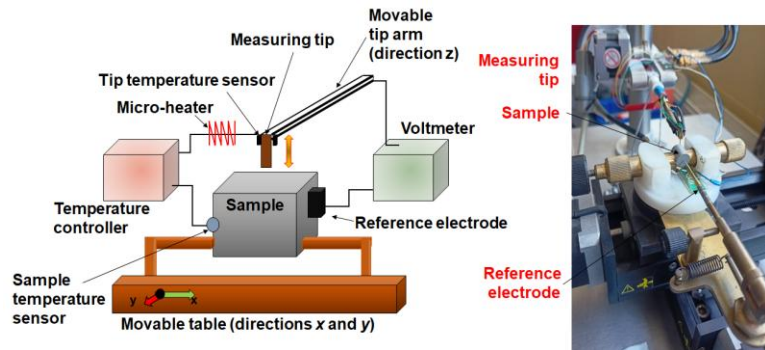 Movable
tip arm
(direction z)
Measuring tip
Tip temperature sensor
Micro-heater
Voltmeter
Temperature
controller
Sample
Reference electrode
Sample
temperature
sensor
y
x
Movable table (directions x and y)
Measuring
tip
Sample
Reference
electrode